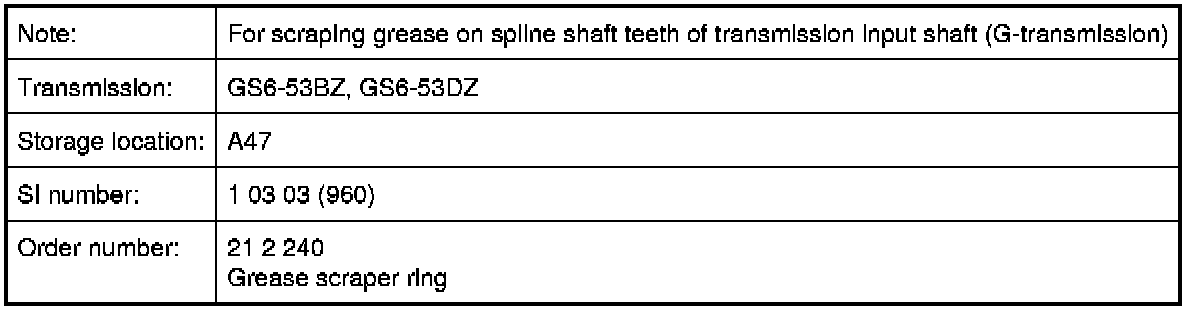 Note: For scraping grease on spline shaft teeth of transmission input shaft (G-transmission)
Transmission: GS6-53BZ, GS6-53DZ
Storage location: A47
SI number: 1 03 03 (960)
Order number: 21 2 240
Grease scraper ring